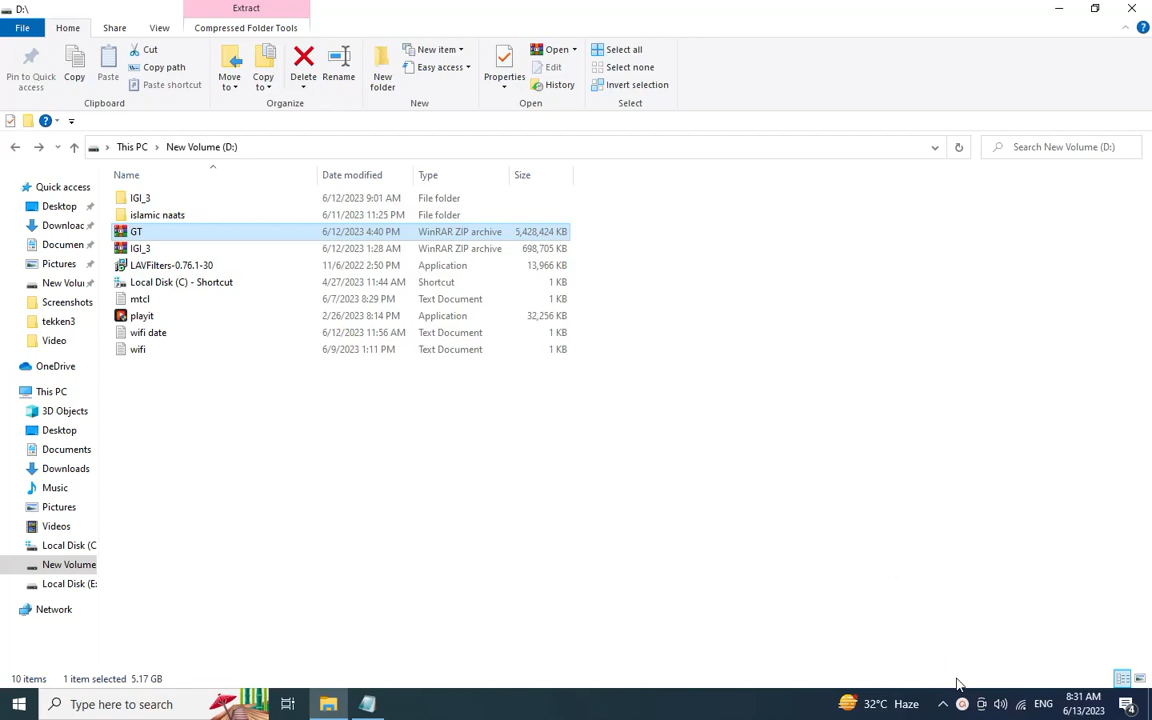 D:\
Extract
File Home Share View Compressed Folder Tools
Pin to Quick access
Copy
Paste
Cut
Copy path
Paste shortcut
Move to
Copy to
Delete
Rename
New folder
New item
Easy access
Properties
Open
Edit
History
Select all
Select none
Invert selection
Clipboard Organize New Open Select
This PC New Volume (D:)
Search New Volume (D:)
Name Date modified Type Size
IGI_3 6/12/2023 9:01 AM File folder
islamic naats 6/11/2023 11:25 PM File folder
GT 6/12/2023 4:40 PM WinRAR ZIP archive 5,428,424 KB
IGI_3 6/12/2023 1:28 AM WinRAR ZIP archive 698,705 KB
LAVFilters-0.76.1-30 11/6/2022 2:50 PM Application 13,966 KB
Local Disk (C) - Shortcut 4/27/2023 11:44 AM Shortcut 1 KB
mtcl 6/7/2023 8:29 PM Text Document 1 KB
playit 2/26/2023 8:14 PM Application 32,256 KB
wifi date 6/12/2023 11:56 AM Text Document 1 KB
wifi 6/9/2023 1:11 PM Text Document 1 KB
Quick access
Desktop
Downloac
Documen
Pictures
New Volu
Screenshots
tekken3
Video
OneDrive
This PC
3D Objects
Desktop
Documents
Downloads
Music
Pictures
Videos
Local Disk (C
New Volume
Local Disk (E:
Network
10 items 1 item selected 5.17 GB
Type here to search
32°C Haze
ENG
8:31 AM
6/13/2023
4